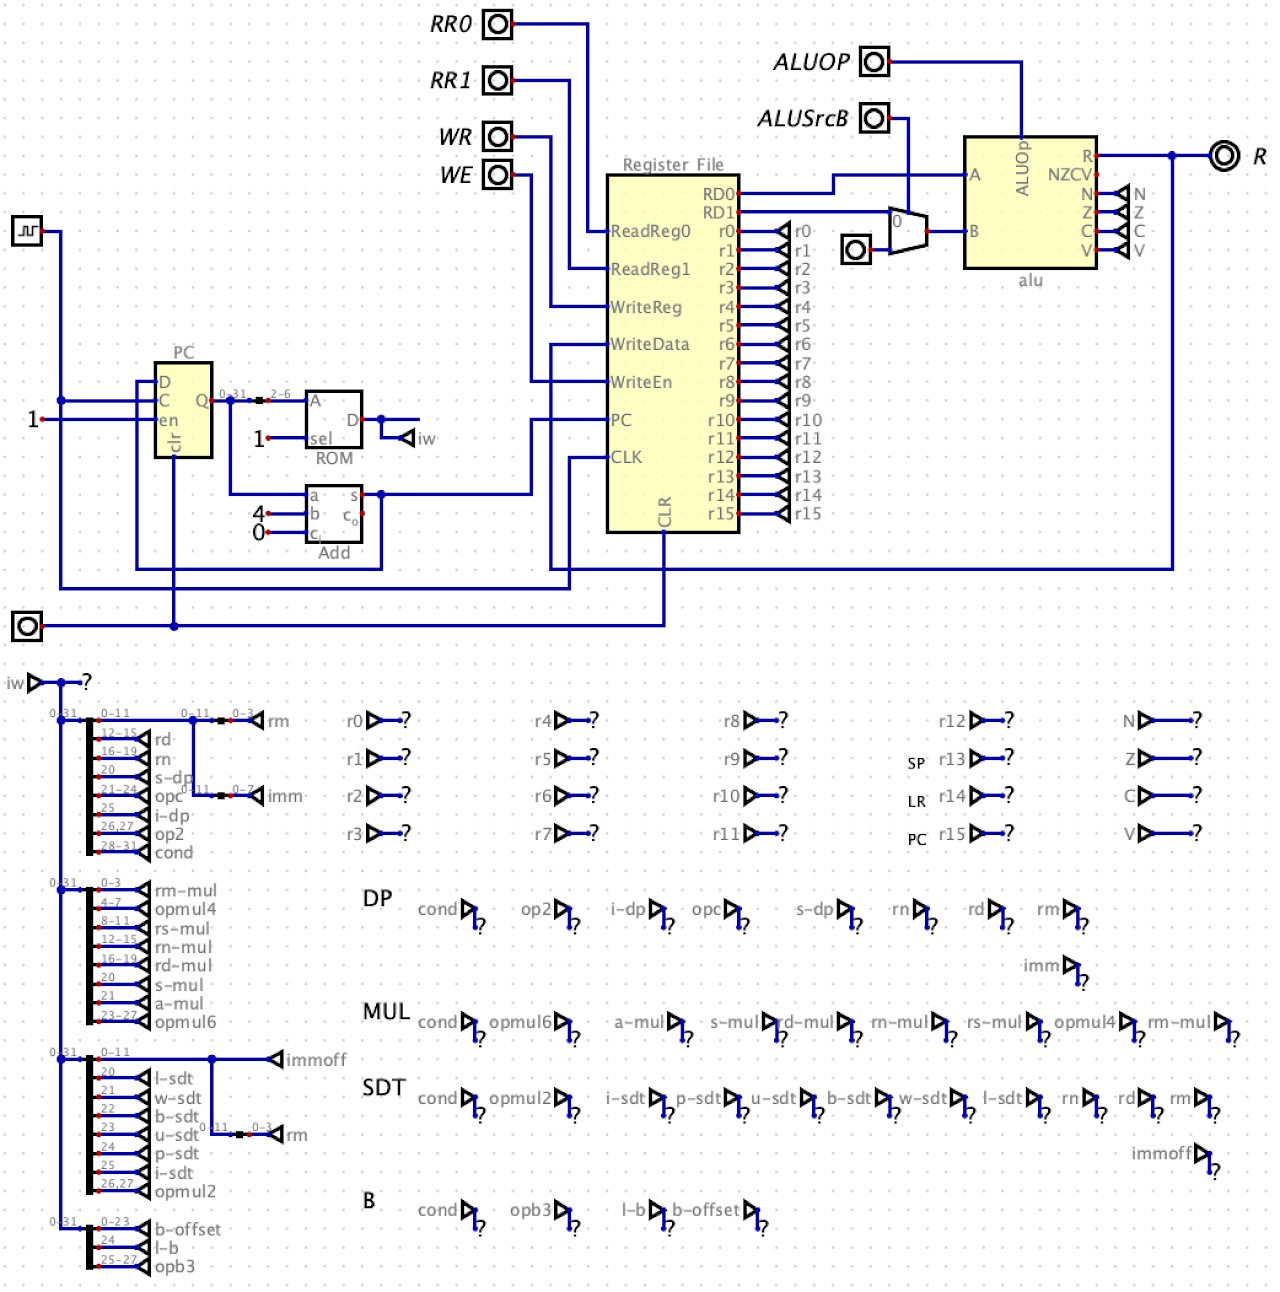 RR0
RR1
WR
WE
ALUOP
ALUSrcB
R
Register File
ReadReg0
ReadReg1
WriteReg
WriteData
WriteEn
PC
CLK
CLR
RD0
RD1
r0 r0
r1 r1
r2 r2
r3 r3
r4 r4
r5 r5
r6 r6
r7 r7
r8 r8
r9 r9
r10 r10
r11 r11
r12 r12
r13 r13
r14 r14
r15 r15
0
A
B
ALUOp
R
NZCV
N N
Z Z
C C
V V
alu
PC
D
C
en
clr
Q
1
0-31 2-6
A
D
sel
1
ROM
iw
a s
b c
o
c
i
4
0
Add
iw ?
0-31 0-11 0-11 0-3 rm
12-15 rd
16-19 rn
20 s-dp
21-24 opc 0-11 0-7 imm
25 i-dp
26,27 op2
28-31 cond
r0 ? r4 ? r8 ? r12 ? N ?
r1 ? r5 ? r9 ? SP r13 ? Z ?
r2 ? r6 ? r10 ? LR r14 ? C ?
r3 ? r7 ? r11 ? PC r15 ? V ?
0-31 0-3 rm-mul
4-7 opmul4
8-11 rs-mul
12-15 rn-mul
16-19 rd-mul
20 s-mul
21 a-mul
23-27 opmul6
DP cond ? op2 ? i-dp ? opc ? s-dp ? rn ? rd ? rm ?
imm ?
MUL cond ? opmul6 ? a-mul ? s-mul ? rd-mul ? rn-mul ? rs-mul ? opmul4 ? rm-mul ?
0-31 0-11 immoff
20 l-sdt
21 w-sdt
22 b-sdt
23 u-sdt 0-11 0-3 rm
24 p-sdt
25 i-sdt
26,27 opmul2
SDT cond ? opmul2 ? i-sdt ? p-sdt ? u-sdt ? b-sdt ? w-sdt ? l-sdt ? rn ? rd ? rm ?
immoff ?
0-31 0-23 b-offset
24 l-b
25-27 opb3
B cond ? opb3 ? l-b ? b-offset ?